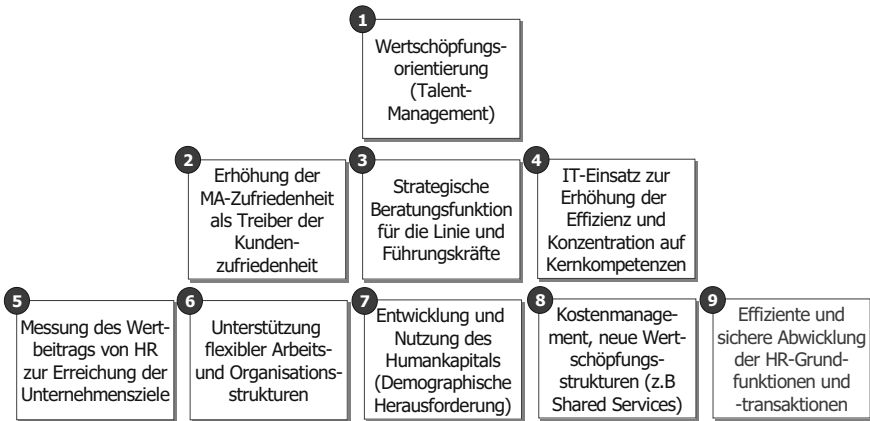 1
Wertschöpfungs-
orientierung
(Talent-
Management)
2
Erhöhung der
MA-Zufriedenheit
als Treiber der
Kunden-
zufriedenheit
3
Strategische
Beratungsfunktion
für die Linie und
Führungskräfte
4
IT-Einsatz zur
Erhöhung der
Effizienz und
Konzentration auf
Kernkompetenzen
5
Messung des Wert-
beitrags von HR
zur Erreichung der
Unternehmensziele
6
Unterstützung
flexibler Arbeits-
und Organisations-
strukturen
7
Entwicklung und
Nutzung des
Humankapitals
(Demographische
Herausforderung)
8
Kostenmanage-
ment, neue Wert-
schöpfungs-
strukturen (z.B
Shared Services)
9
Effiziente und
sichere Abwicklung
der HR-Grund-
funktionen und
-transaktionen